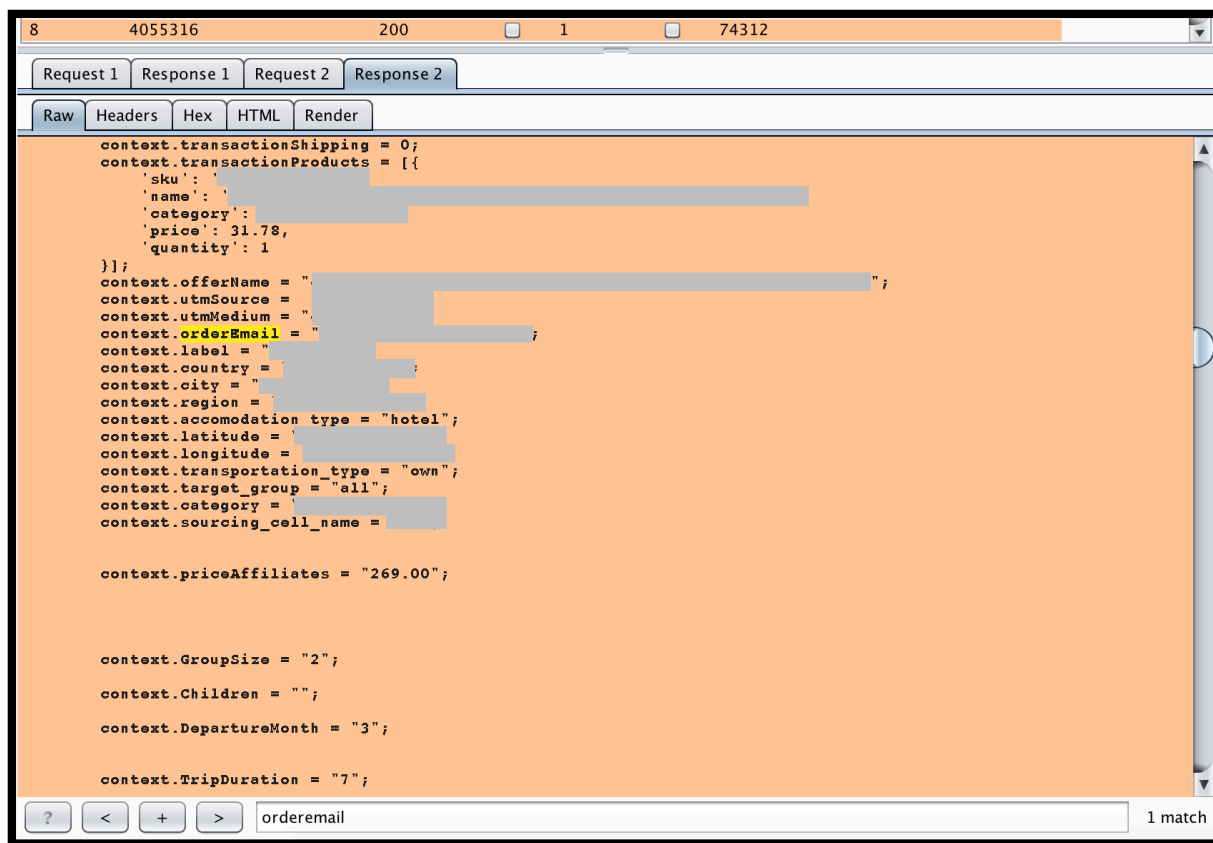 8 4055316 200 1 74312
Request 1 Response 1 Request 2 Response 2
Raw Headers Hex HTML Render
context.transactionShipping = 0;
context.transactionProducts = [{
'sku': '
'name': '
'category':
'price': 31.78,
'quantity': 1
}];
context.offerName = " ";
context.utmSource =
context.utmMedium = "
context.orderEmail = " ;
context.label = "
context.country = ;
context.city = "
context.region =
context.accomodation_type = "hotel";
context.latitude =
context.longitude =
context.transportation_type = "own";
context.target_group = "all";
context.category =
context.sourcing_cell_name =
context.priceAffiliates = "269.00";
context.GroupSize = "2";
context.Children = "";
context.DepartureMonth = "3";
context.TripDuration = "7";
? < + > orderemail 1 match